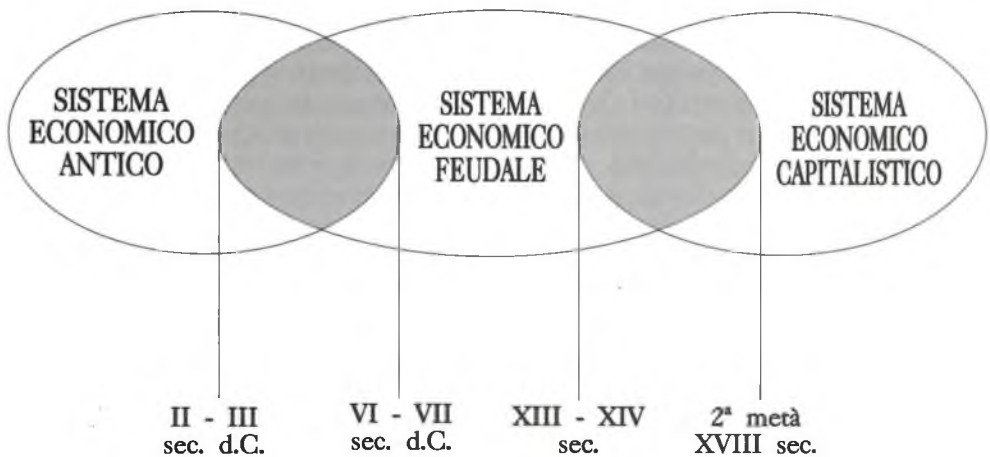 SISTEMA
ECONOMICO
ANTICO
SISTEMA
ECONOMICO
FEUDALE
SISTEMA
ECONOMICO
CAPITALISTICO
II - III
sec. d.C.
VI - VII
sec. d.C.
XIII - XIV
sec.
2ª metà
XVIII sec.